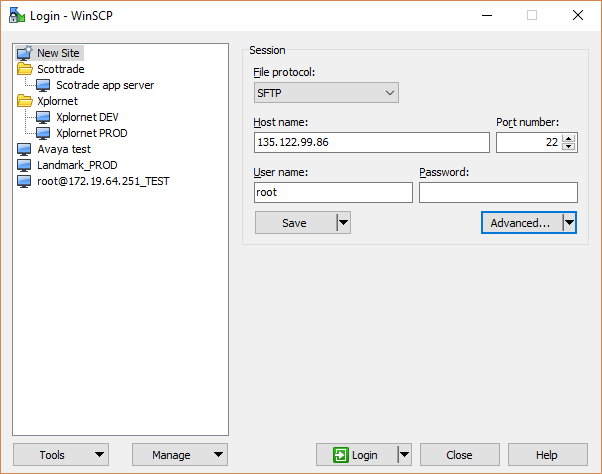 Login - WinSCP
New Site
Scottrade
Scotrade app server
Xplornet
Xplornet DEV
Xplornet PROD
Avaya test
Landmark_PROD
root@172.19.64.251_TEST
Session
File protocol:
SFTP
Host name:
Port number:
135.122.99.86
22
User name:
Password:
root
Save
Advanced...
Tools
Manage
Login
Close
Help